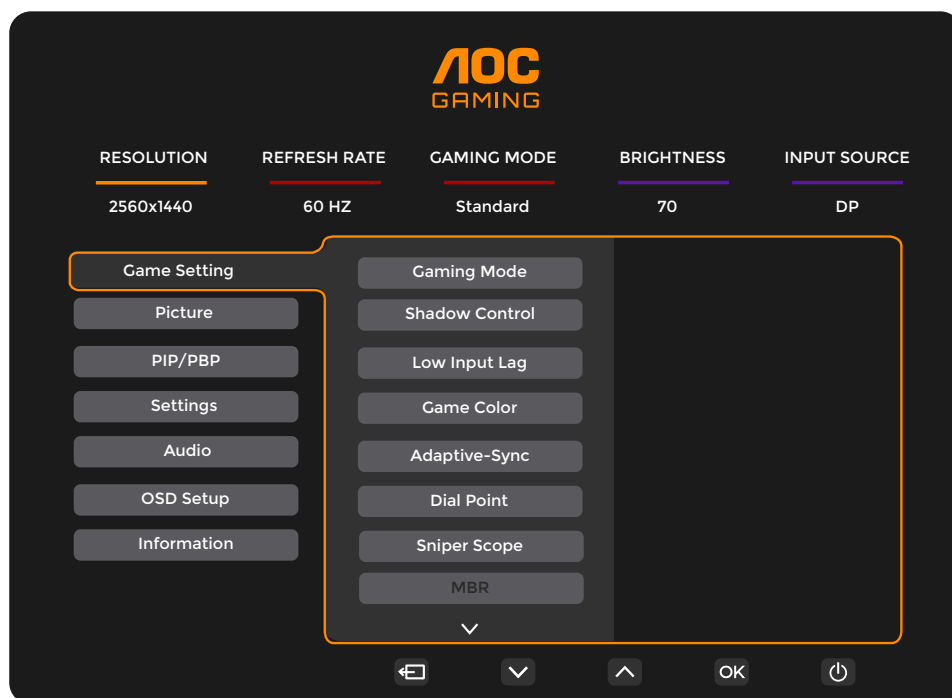 AOC
GAMING
RESOLUTION REFRESH RATE GAMING MODE BRIGHTNESS INPUT SOURCE
2560x1440 60 HZ Standard 70 DP
Game Setting
Picture
PIP/PBP
Settings
Audio
OSD Setup
Information
Gaming Mode
Shadow Control
Low Input Lag
Game Color
Adaptive-Sync
Dial Point
Sniper Scope
MBR
OK